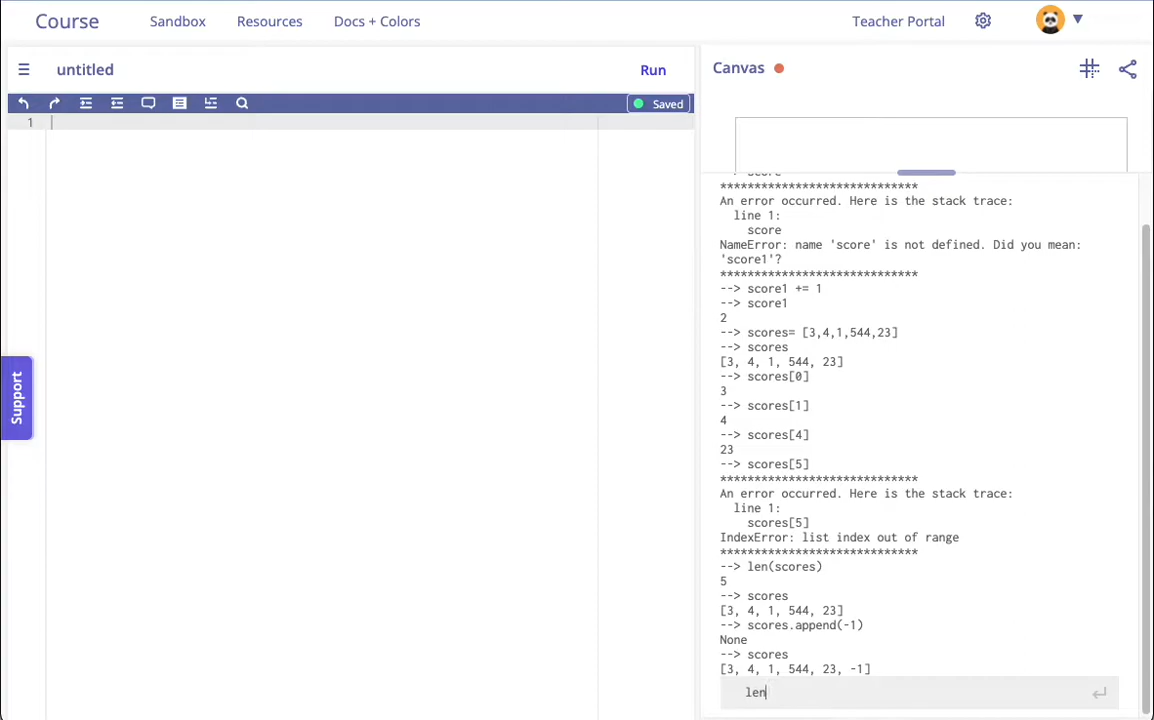 Course
Sandbox
Resources
Docs + Colors
Teacher Portal
untitled
Run
Saved
1
Support
Canvas
--> score
*****************************
An error occurred. Here is the stack trace:
line 1:
score
NameError: name 'score' is not defined. Did you mean:
'score1'?
*****************************
--> score1 += 1
--> score1
2
--> scores= [3,4,1,544,23]
--> scores
[3, 4, 1, 544, 23]
--> scores[0]
3
--> scores[1]
4
--> scores[4]
23
--> scores[5]
*****************************
An error occurred. Here is the stack trace:
line 1:
scores[5]
IndexError: list index out of range
*****************************
--> len(scores)
5
--> scores
[3, 4, 1, 544, 23]
--> scores.append(-1)
None
--> scores
[3, 4, 1, 544, 23, -1]
len